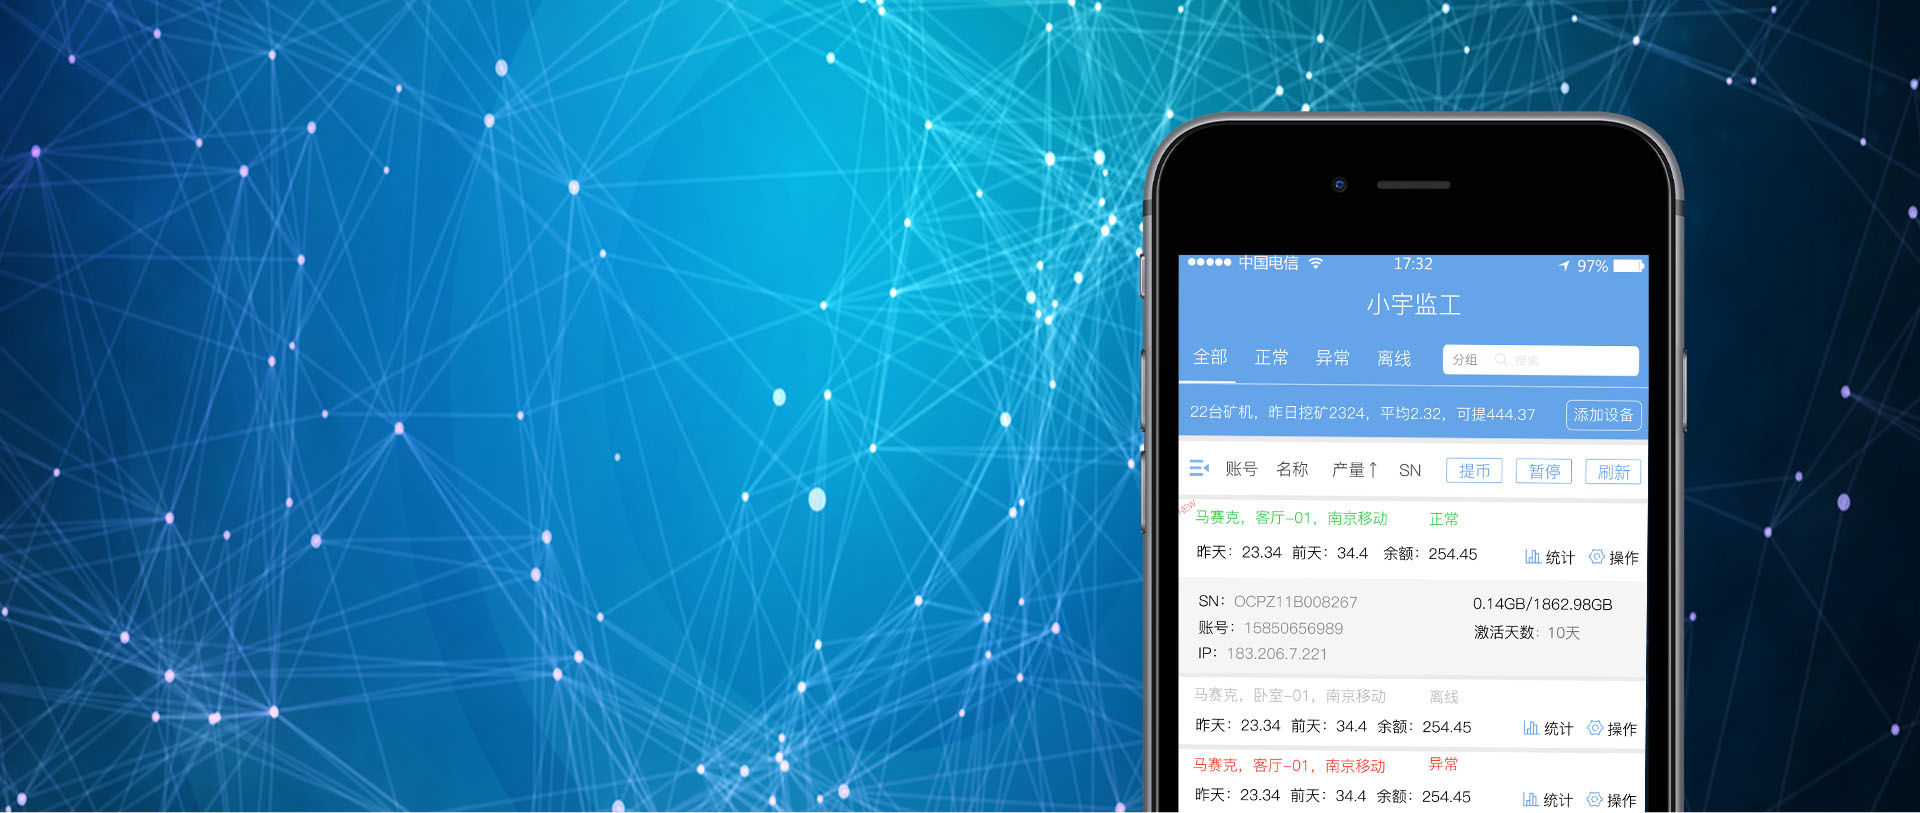 中国电信 17:32 97%
小宇监工
全部 正常 异常 离线 分组 搜索
22台矿机，昨日挖矿2324，平均2.32，可提444.37 添加设备
账号 名称 产量↑ SN 提币 暂停 刷新
NEW
马赛克，客厅-01，南京移动 正常
昨天：23.34 前天：34.4 余额：254.45 统计 操作
SN：OCPZ11B008267 0.14GB/1862.98GB
账号：15850656989 激活天数：10天
IP：183.206.7.221
马赛克，卧室-01，南京移动 离线
昨天：23.34 前天：34.4 余额：254.45 统计 操作
马赛克，客厅-01，南京移动 异常
昨天：23.34 前天：34.4 余额：254.45 统计 操作